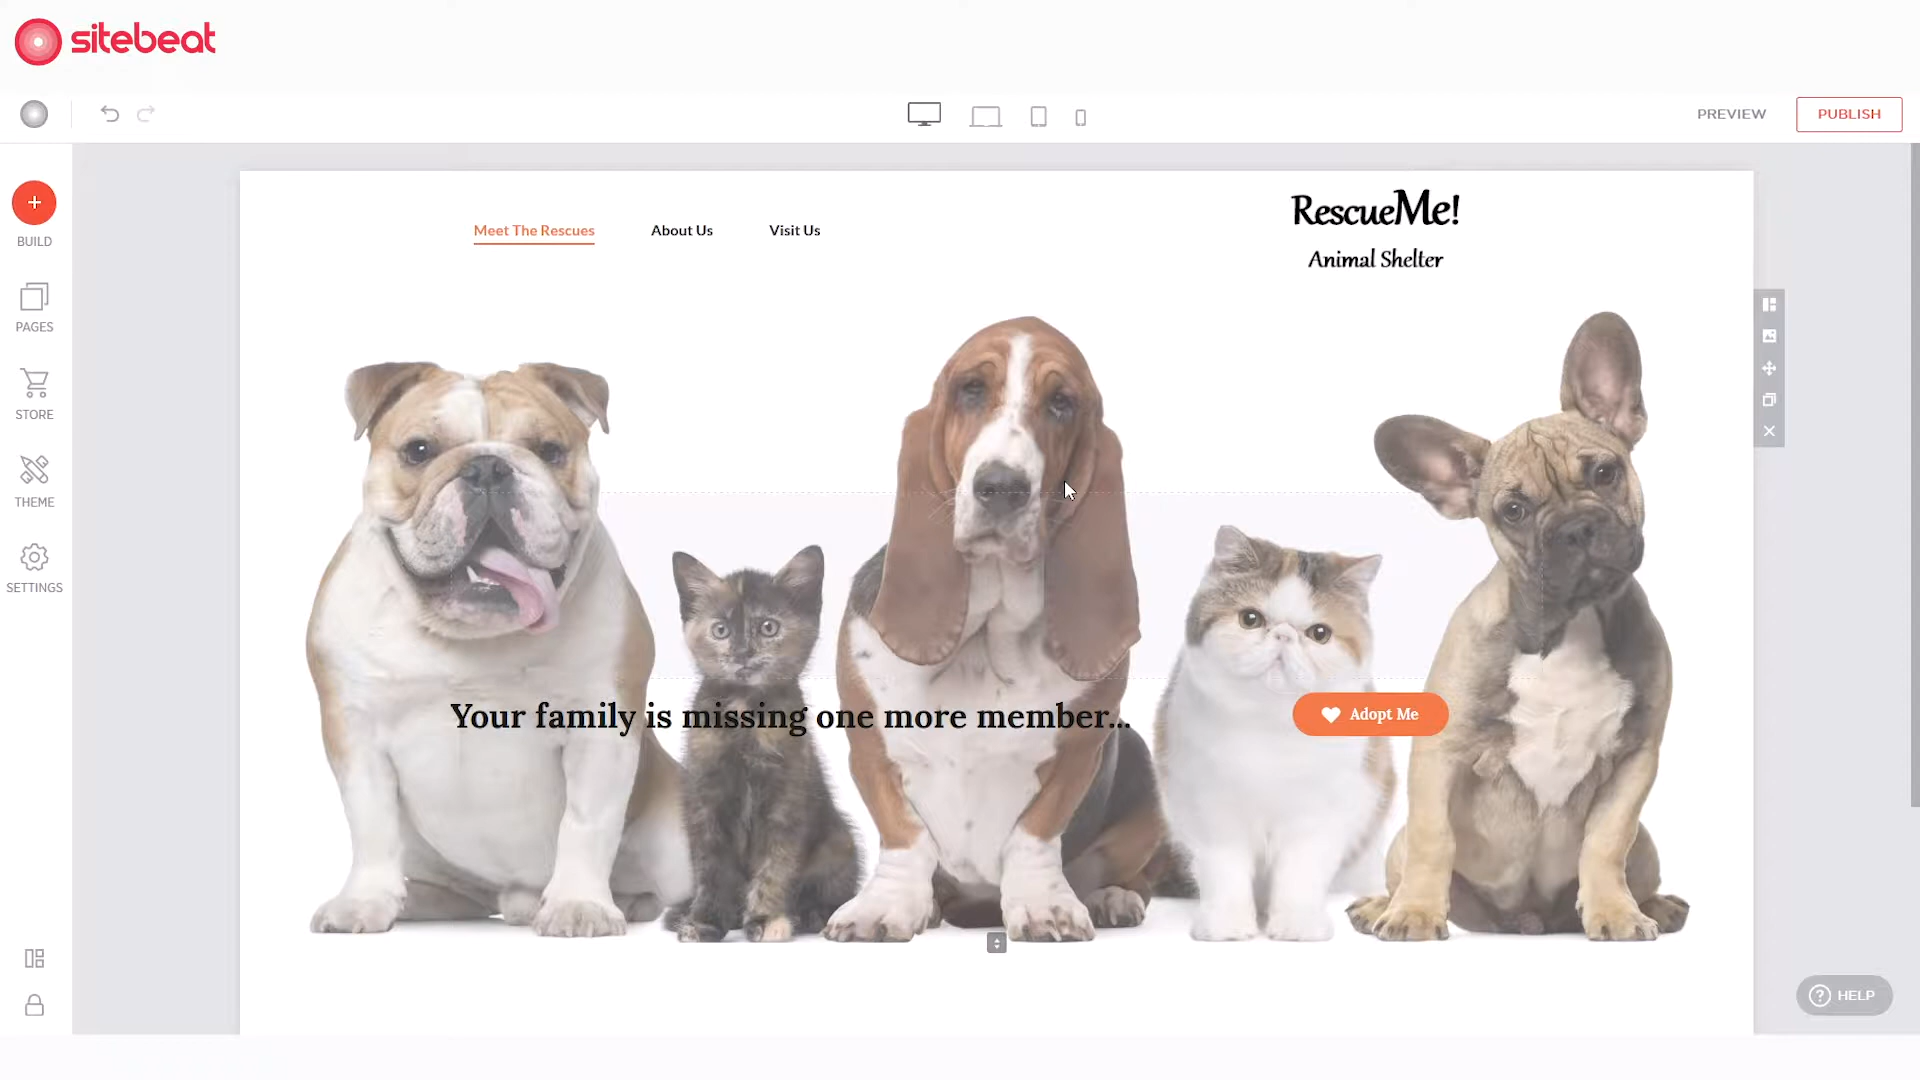 sitebeat
PREVIEW
PUBLISH
BUILD
PAGES
STORE
THEME
SETTINGS
Meet The Rescues
About Us
Visit Us
RescueMe!
Animal Shelter
Your family is missing one more member...
Adopt Me
? HELP